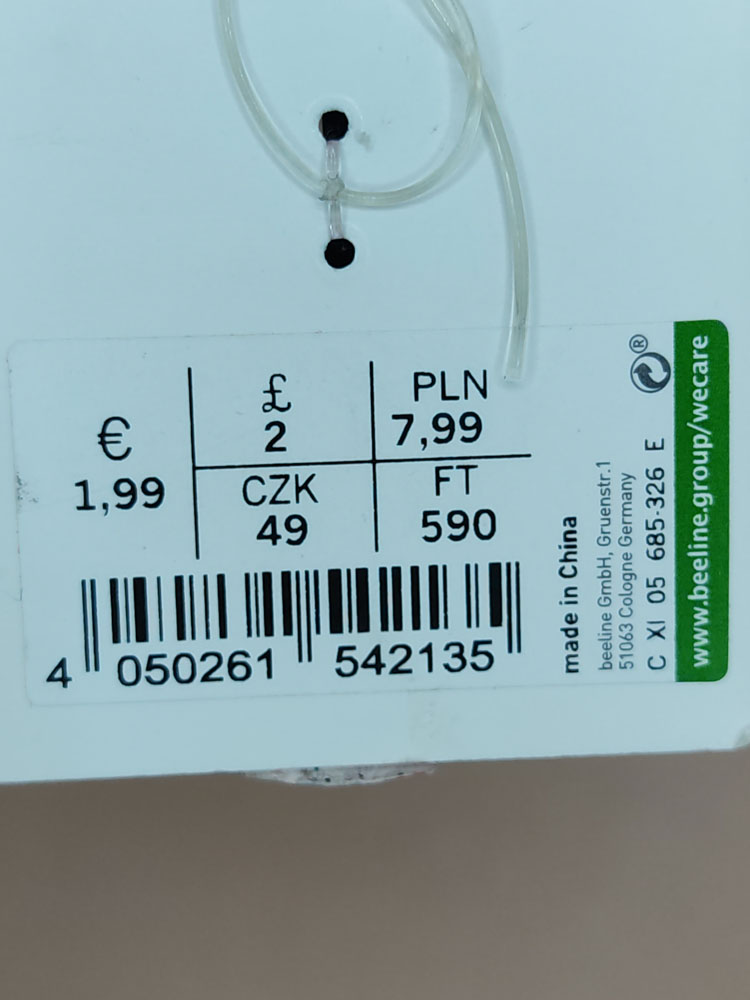 €
1,99
£
2
PLN
7,99
CZK
49
FT
590
4 050261 542135
made in China
beeline GmbH, Gruenstr.1
51063 Cologne Germany
C XI 05 685-326 E
®
www.beeline.group/wecare